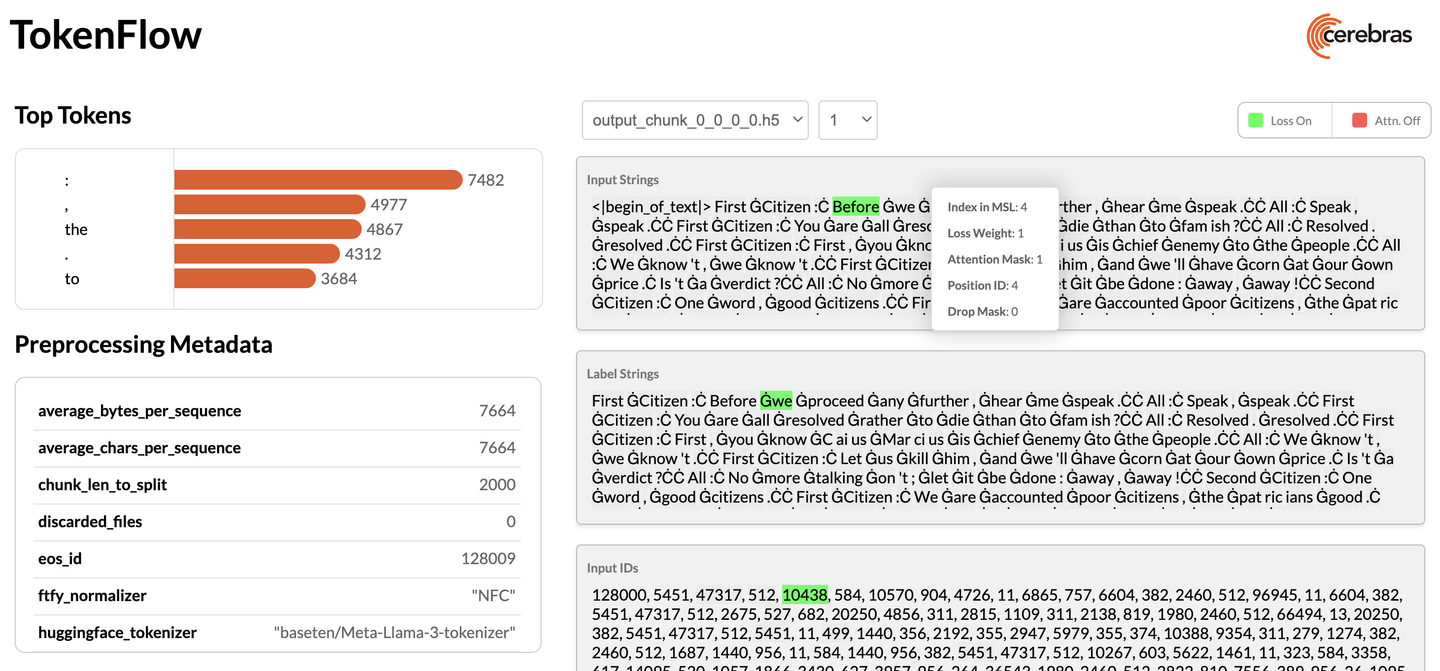 TokenFlow
cerebras
Top Tokens
: 7482
, 4977
the 4867
. 4312
to 3684
Preprocessing Metadata
average_bytes_per_sequence 7664
average_chars_per_sequence 7664
chunk_len_to_split 2000
discarded_files 0
eos_id 128009
ftfy_normalizer "NFC"
huggingface_tokenizer "baseten/Meta-Llama-3-tokenizer"
output_chunk_0_0_0_0.h5 1
Loss On Attn. Off
Input Strings
<|begin_of_text|> First ĠCitizen :Ċ Before Ġwe rther , Ġhear Ġme Ġspeak .ĊĊ All :Ċ Speak ,
Ġspeak .ĊĊ First ĠCitizen :Ċ You Ġare Ġall Ġdie Ġthan Ġto Ġfam ish ?ĊĊ All :Ċ Resolved .
Ġresolved .ĊĊ First ĠCitizen :Ċ First , Ġyou i us Ġis Ġchief Ġenemy Ġto Ġthe Ġpeople .ĊĊ All
:Ċ We Ġknow 't , Ġwe Ġknow 't .ĊĊ First ĠCitizen Ġhim , Ġand Ġwe 'll Ġhave Ġcorn Ġat Ġour Ġown
Ġprice .Ċ Is 't Ġa Ġverdict ?ĊĊ All :Ċ No Ġmore Ġ t Ġit Ġbe Ġdone : Ġaway , Ġaway !ĊĊ Second
ĠCitizen :Ċ One Ġword , Ġgood Ġcitizens .ĊĊ Fir Ġare Ġaccounted Ġpoor Ġcitizens , Ġthe Ġpat ric
Index in MSL: 4
Loss Weight: 1
Attention Mask: 1
Position ID: 4
Drop Mask: 0
Label Strings
First ĠCitizen :Ċ Before Ġwe Ġproceed Ġany Ġfurther , Ġhear Ġme Ġspeak .ĊĊ All :Ċ Speak , Ġspeak .ĊĊ First
ĠCitizen :Ċ You Ġare Ġall Ġresolved Ġrather Ġto Ġdie Ġthan Ġto Ġfam ish ?ĊĊ All :Ċ Resolved . Ġresolved .ĊĊ First
ĠCitizen :Ċ First , Ġyou Ġknow ĠC ai us ĠMar ci us Ġis Ġchief Ġenemy Ġto Ġthe Ġpeople .ĊĊ All :Ċ We Ġknow 't ,
Ġwe Ġknow 't .ĊĊ First ĠCitizen :Ċ Let Ġus Ġkill Ġhim , Ġand Ġwe 'll Ġhave Ġcorn Ġat Ġour Ġown Ġprice .Ċ Is 't Ġa
Ġverdict ?ĊĊ All :Ċ No Ġmore Ġtalking Ġon 't ; Ġlet Ġit Ġbe Ġdone : Ġaway , Ġaway !ĊĊ Second ĠCitizen :Ċ One
Ġword , Ġgood Ġcitizens .ĊĊ First ĠCitizen :Ċ We Ġare Ġaccounted Ġpoor Ġcitizens , Ġthe Ġpat ric ians Ġgood .Ċ
Input IDs
128000, 5451, 47317, 512, 10438, 584, 10570, 904, 4726, 11, 6865, 757, 6604, 382, 2460, 512, 96945, 11, 6604, 382,
5451, 47317, 512, 2675, 527, 682, 20250, 4856, 311, 2815, 1109, 311, 2138, 819, 1980, 2460, 512, 66494, 13, 20250,
382, 5451, 47317, 512, 5451, 11, 499, 1440, 356, 2192, 355, 2947, 5979, 355, 374, 10388, 9354, 311, 279, 1274, 382,
2460, 512, 1687, 1440, 956, 11, 584, 1440, 956, 382, 5451, 47317, 512, 10267, 603, 5622, 1461, 11, 323, 584, 3358,